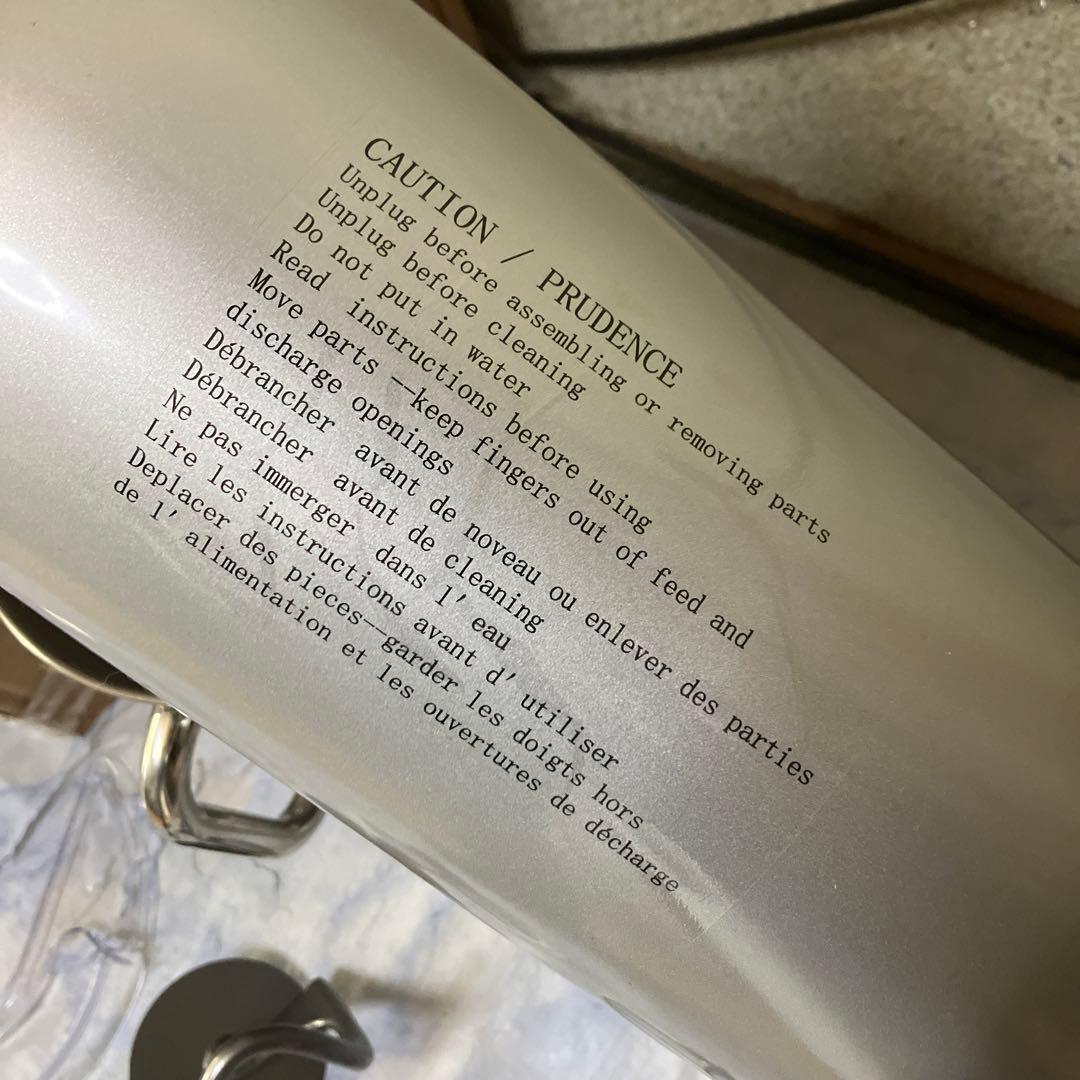 CAUTION / PRUDENCE
Unplug before assembling or removing parts
Unplug before cleaning
Do not put in water
Read instructions before using
Move parts —keep fingers out of feed and
discharge openings
Débrancher avant de noveau ou enlever des parties
Débrancher avant de cleaning
Ne pas immerger dans l'eau
Lire les instructions avant d'utiliser
Deplacer des pieces—garder les doigts hors
de l'alimentation et les ouvertures de décharge